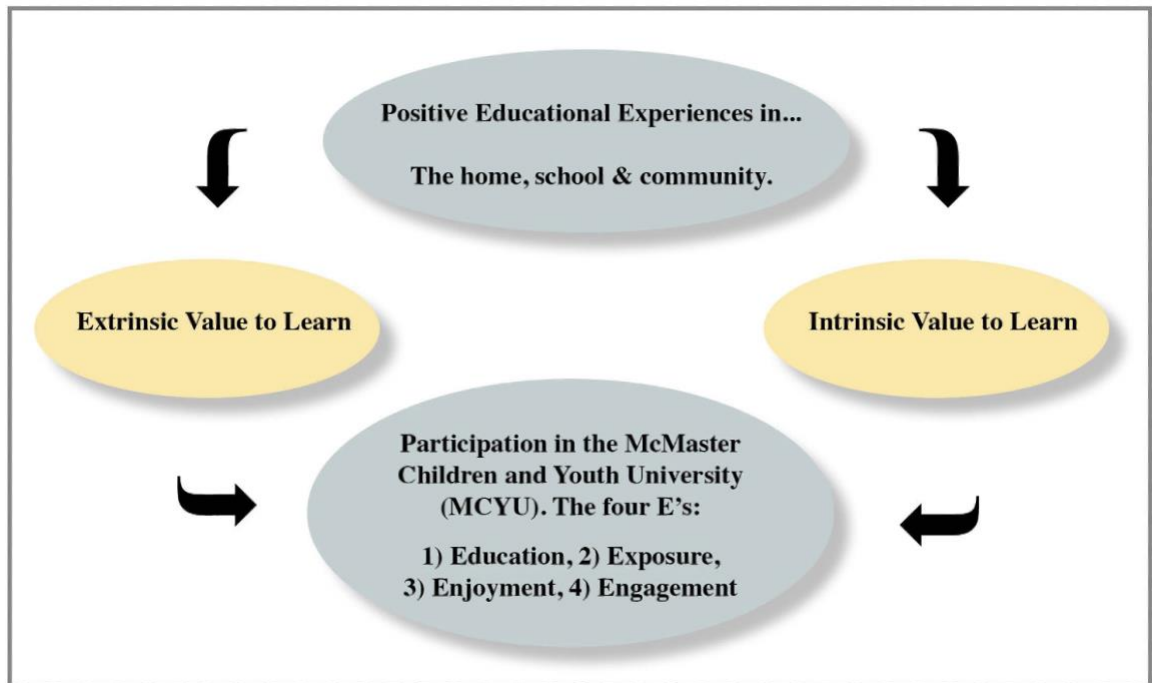 Positive Educational Experiences in...
The home, school & community.
Extrinsic Value to Learn
Intrinsic Value to Learn
Participation in the McMaster
Children and Youth University
(MCYU). The four E's:
1) Education, 2) Exposure,
3) Enjoyment, 4) Engagement